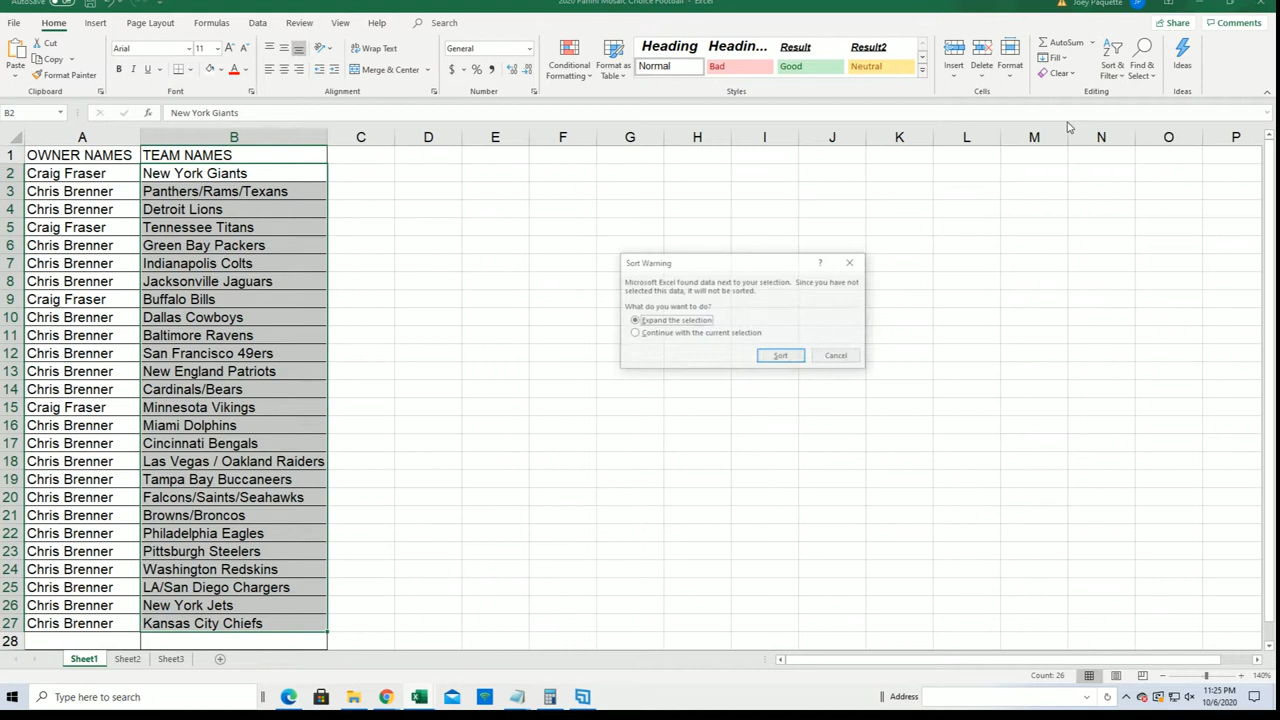 AutoSave Off 2020 Panini Mosaic Choice Football - Excel Joey Paquette JP
File Home Insert Page Layout Formulas Data Review View Help Search Share Comments
Paste Cut Copy Format Painter Clipboard
Arial 11 B I U A Font
Wrap Text Merge & Center Alignment
General $ % Number
Conditional Formatting Format as Table Heading Headin... Result Result2 Normal Bad Good Neutral Styles
Insert Delete Format Cells
AutoSum Fill Clear Sort & Filter Find & Select Editing
Ideas Ideas
B2 fx New York Giants
A B C D E F G H I J K L M N O P
1 OWNER NAMES TEAM NAMES
2 Craig Fraser New York Giants
3 Chris Brenner Panthers/Rams/Texans
4 Chris Brenner Detroit Lions
5 Craig Fraser Tennessee Titans
6 Chris Brenner Green Bay Packers
7 Chris Brenner Indianapolis Colts
8 Chris Brenner Jacksonville Jaguars
9 Craig Fraser Buffalo Bills
10 Chris Brenner Dallas Cowboys
11 Chris Brenner Baltimore Ravens
12 Chris Brenner San Francisco 49ers
13 Chris Brenner New England Patriots
14 Chris Brenner Cardinals/Bears
15 Craig Fraser Minnesota Vikings
16 Chris Brenner Miami Dolphins
17 Chris Brenner Cincinnati Bengals
18 Chris Brenner Las Vegas / Oakland Raiders
19 Chris Brenner Tampa Bay Buccaneers
20 Chris Brenner Falcons/Saints/Seahawks
21 Chris Brenner Browns/Broncos
22 Chris Brenner Philadelphia Eagles
23 Chris Brenner Pittsburgh Steelers
24 Chris Brenner Washington Redskins
25 Chris Brenner LA/San Diego Chargers
26 Chris Brenner New York Jets
27 Chris Brenner Kansas City Chiefs
28
Sort Warning ?
Microsoft Excel found data next to your selection. Since you have not
selected this data, it will not be sorted.
What do you want to do?
Expand the selection
Continue with the current selection
Sort Cancel
Sheet1 Sheet2 Sheet3
Count: 26 140%
Type here to search Address 11:25 PM
10/6/2020